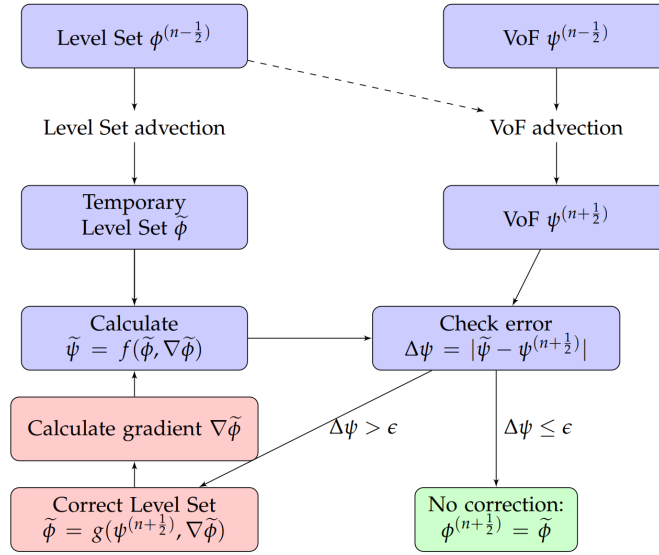 Level Set ϕ^(n−1/2)
VoF ψ^(n−1/2)
Level Set advection
VoF advection
Temporary
Level Set ϕ̃
VoF ψ^(n+1/2)
Calculate
ψ̃ = f(ϕ̃, ∇ϕ̃)
Check error
Δψ = |ψ̃ − ψ^(n+1/2)|
Calculate gradient ∇ϕ̃
Δψ > ϵ
Δψ ≤ ϵ
Correct Level Set
ϕ̃ = g(ψ^(n+1/2), ∇ϕ̃)
No correction:
ϕ^(n+1/2) = ϕ̃